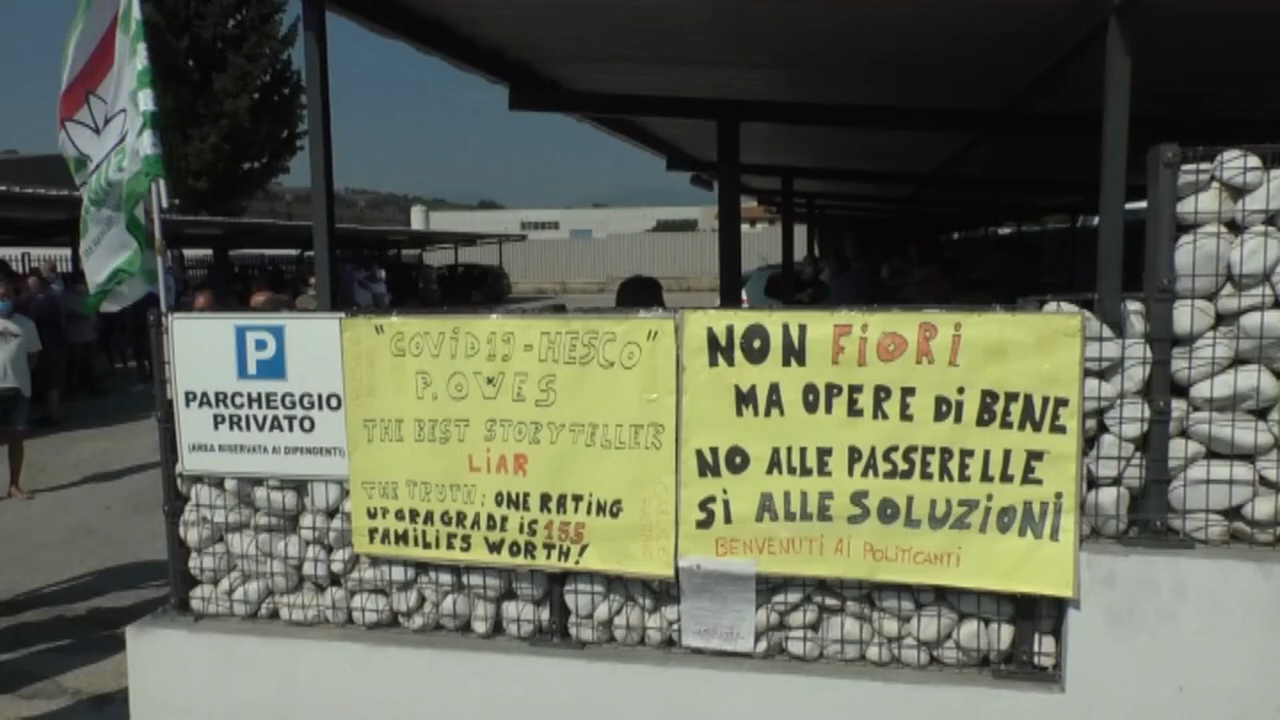 P
PARCHEGGIO
PRIVATO
(AREA RISERVATA AI DIPENDENTI)
"COVID19-HESCO"
P.OWES
THE BEST STORYTELLER
LIAR
THE TRUTH: ONE RATING
UPGRAGRADE is 155
FAMILIES WORTH!
NON FiORi
MA OPERE Di BENE
NO ALLE PASSERELLE
Sì ALLE SOLUZiONi
BENVENUTi Ai POLiTiCANTi